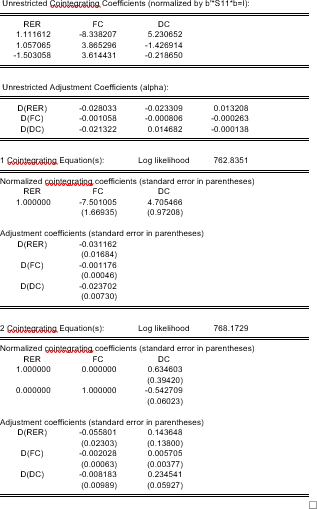 Unrestricted Cointegrating Coefficients (normalized by b'*S11*b=I):
RER FC DC
1.111612 -8.338207 5.230652
1.057065 3.865296 -1.426914
-1.503058 3.614431 -0.218650
Unrestricted Adjustment Coefficients (alpha):
D(RER) -0.028033 -0.023309 0.013208
D(FC) -0.001058 -0.000806 -0.000263
D(DC) -0.021322 0.014682 -0.000138
1 Cointegrating Equation(s): Log likelihood 762.8351
Normalized cointegrating coefficients (standard error in parentheses)
RER FC DC
1.000000 -7.501005 4.705466
(1.66935) (0.97208)
Adjustment coefficients (standard error in parentheses)
D(RER) -0.031162
(0.01684)
D(FC) -0.001176
(0.00046)
D(DC) -0.023702
(0.00730)
2 Cointegrating Equation(s): Log likelihood 768.1729
Normalized cointegrating coefficients (standard error in parentheses)
RER FC DC
1.000000 0.000000 0.634603
(0.39420)
0.000000 1.000000 -0.542709
(0.06023)
Adjustment coefficients (standard error in parentheses)
D(RER) -0.055801 0.143648
(0.02303) (0.13800)
D(FC) -0.002028 0.005705
(0.00063) (0.00377)
D(DC) -0.008183 0.234541
(0.00989) (0.05927)